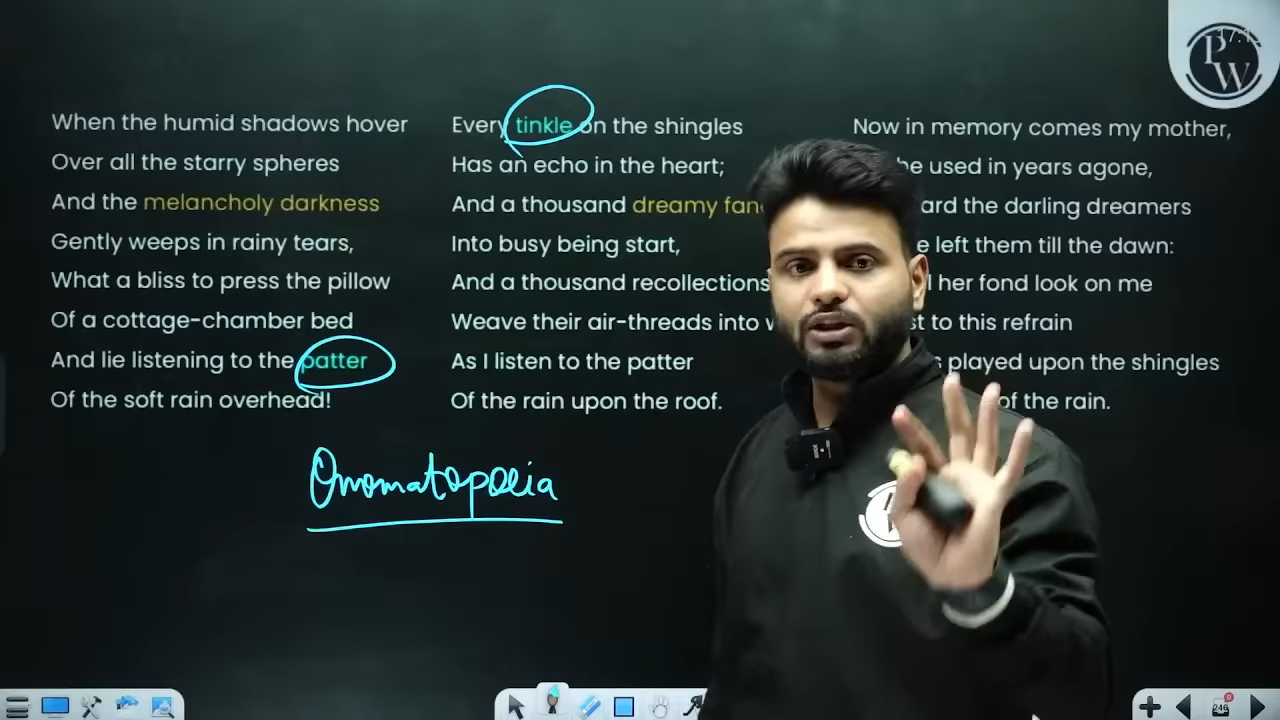 When the humid shadows hover
Over all the starry spheres
And the melancholy darkness
Gently weeps in rainy tears,
What a bliss to press the pillow
Of a cottage-chamber bed
And lie listening to the patter
Of the soft rain overhead!
Every tinkle on the shingles
Has an echo in the heart;
And a thousand dreamy
Into busy being start,
And a thousand recollections
Weave their air-threads into
As I listen to the patter
Of the rain upon the roof.
Now in memory comes my mother,
used in years agone,
the darling dreamers
left them till the dawn:
her fond look on me
to this refrain
played upon the shingles
of the rain.
Onomatopoeia
PW
246